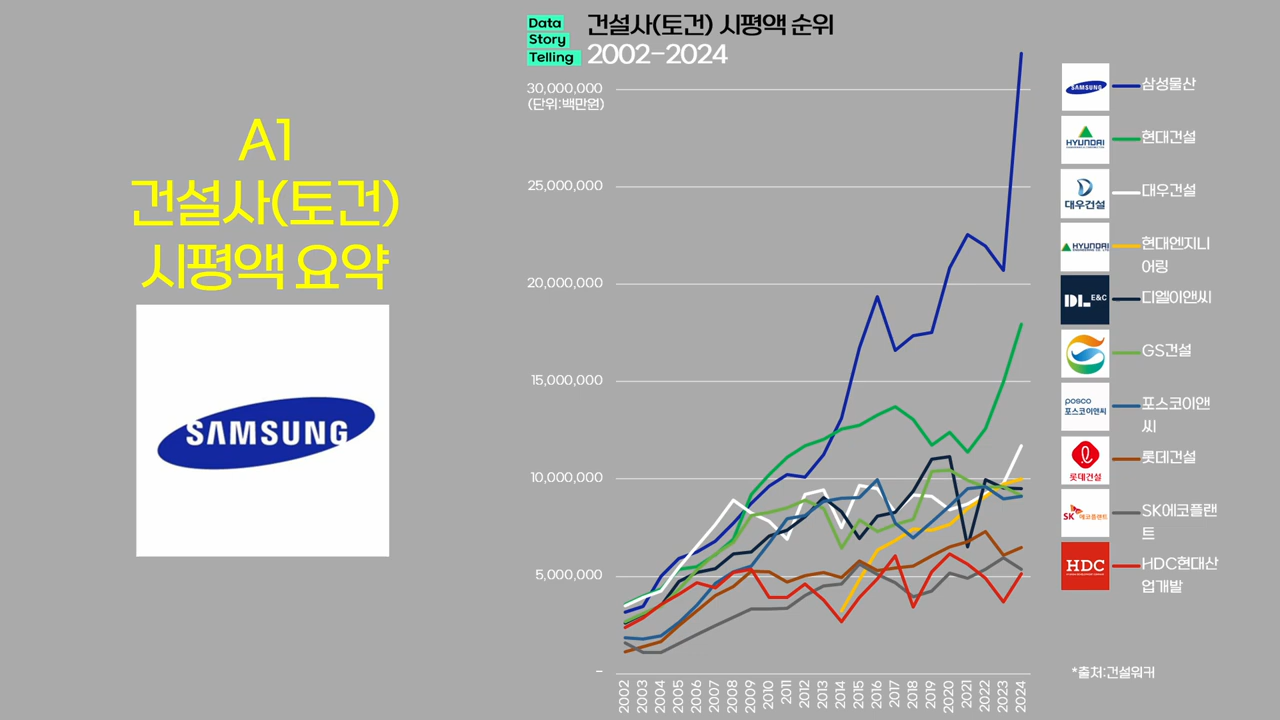 A1
건설사(토건)
시평액 요약
SAMSUNG
Data
Story
Telling
건설사(토건) 시평액 순위
2002-2024
30,000,000
(단위:백만원)
25,000,000
20,000,000
15,000,000
10,000,000
5,000,000
-
2002 2003 2004 2005 2006 2007 2008 2009 2010 2011 2012 2013 2014 2015 2016 2017 2018 2019 2020 2021 2022 2023 2024
SAMSUNG
삼성물산
HYUNDAI
현대건설
대우건설
대우건설
HYUNDAI
현대엔지니
어링
DL E&C
디엘이앤씨
GS건설
posco
포스코이앤씨
포스코이앤
씨
롯데건설
롯데건설
SK 에코플랜트
SK에코플랜
트
HDC
HDC현대산
업개발
*출처:건설워커